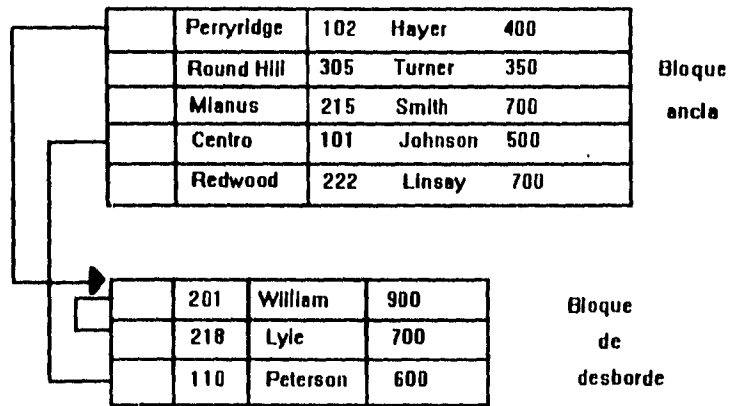 Perryridge 102 Hayer 400
Round Hill 305 Turner 350
Mianus 215 Smith 700
Centro 101 Johnson 500
Redwood 222 Linsay 700
Bloque
ancla
201 William 900
218 Lyle 700
110 Peterson 600
Bloque
de
desborde